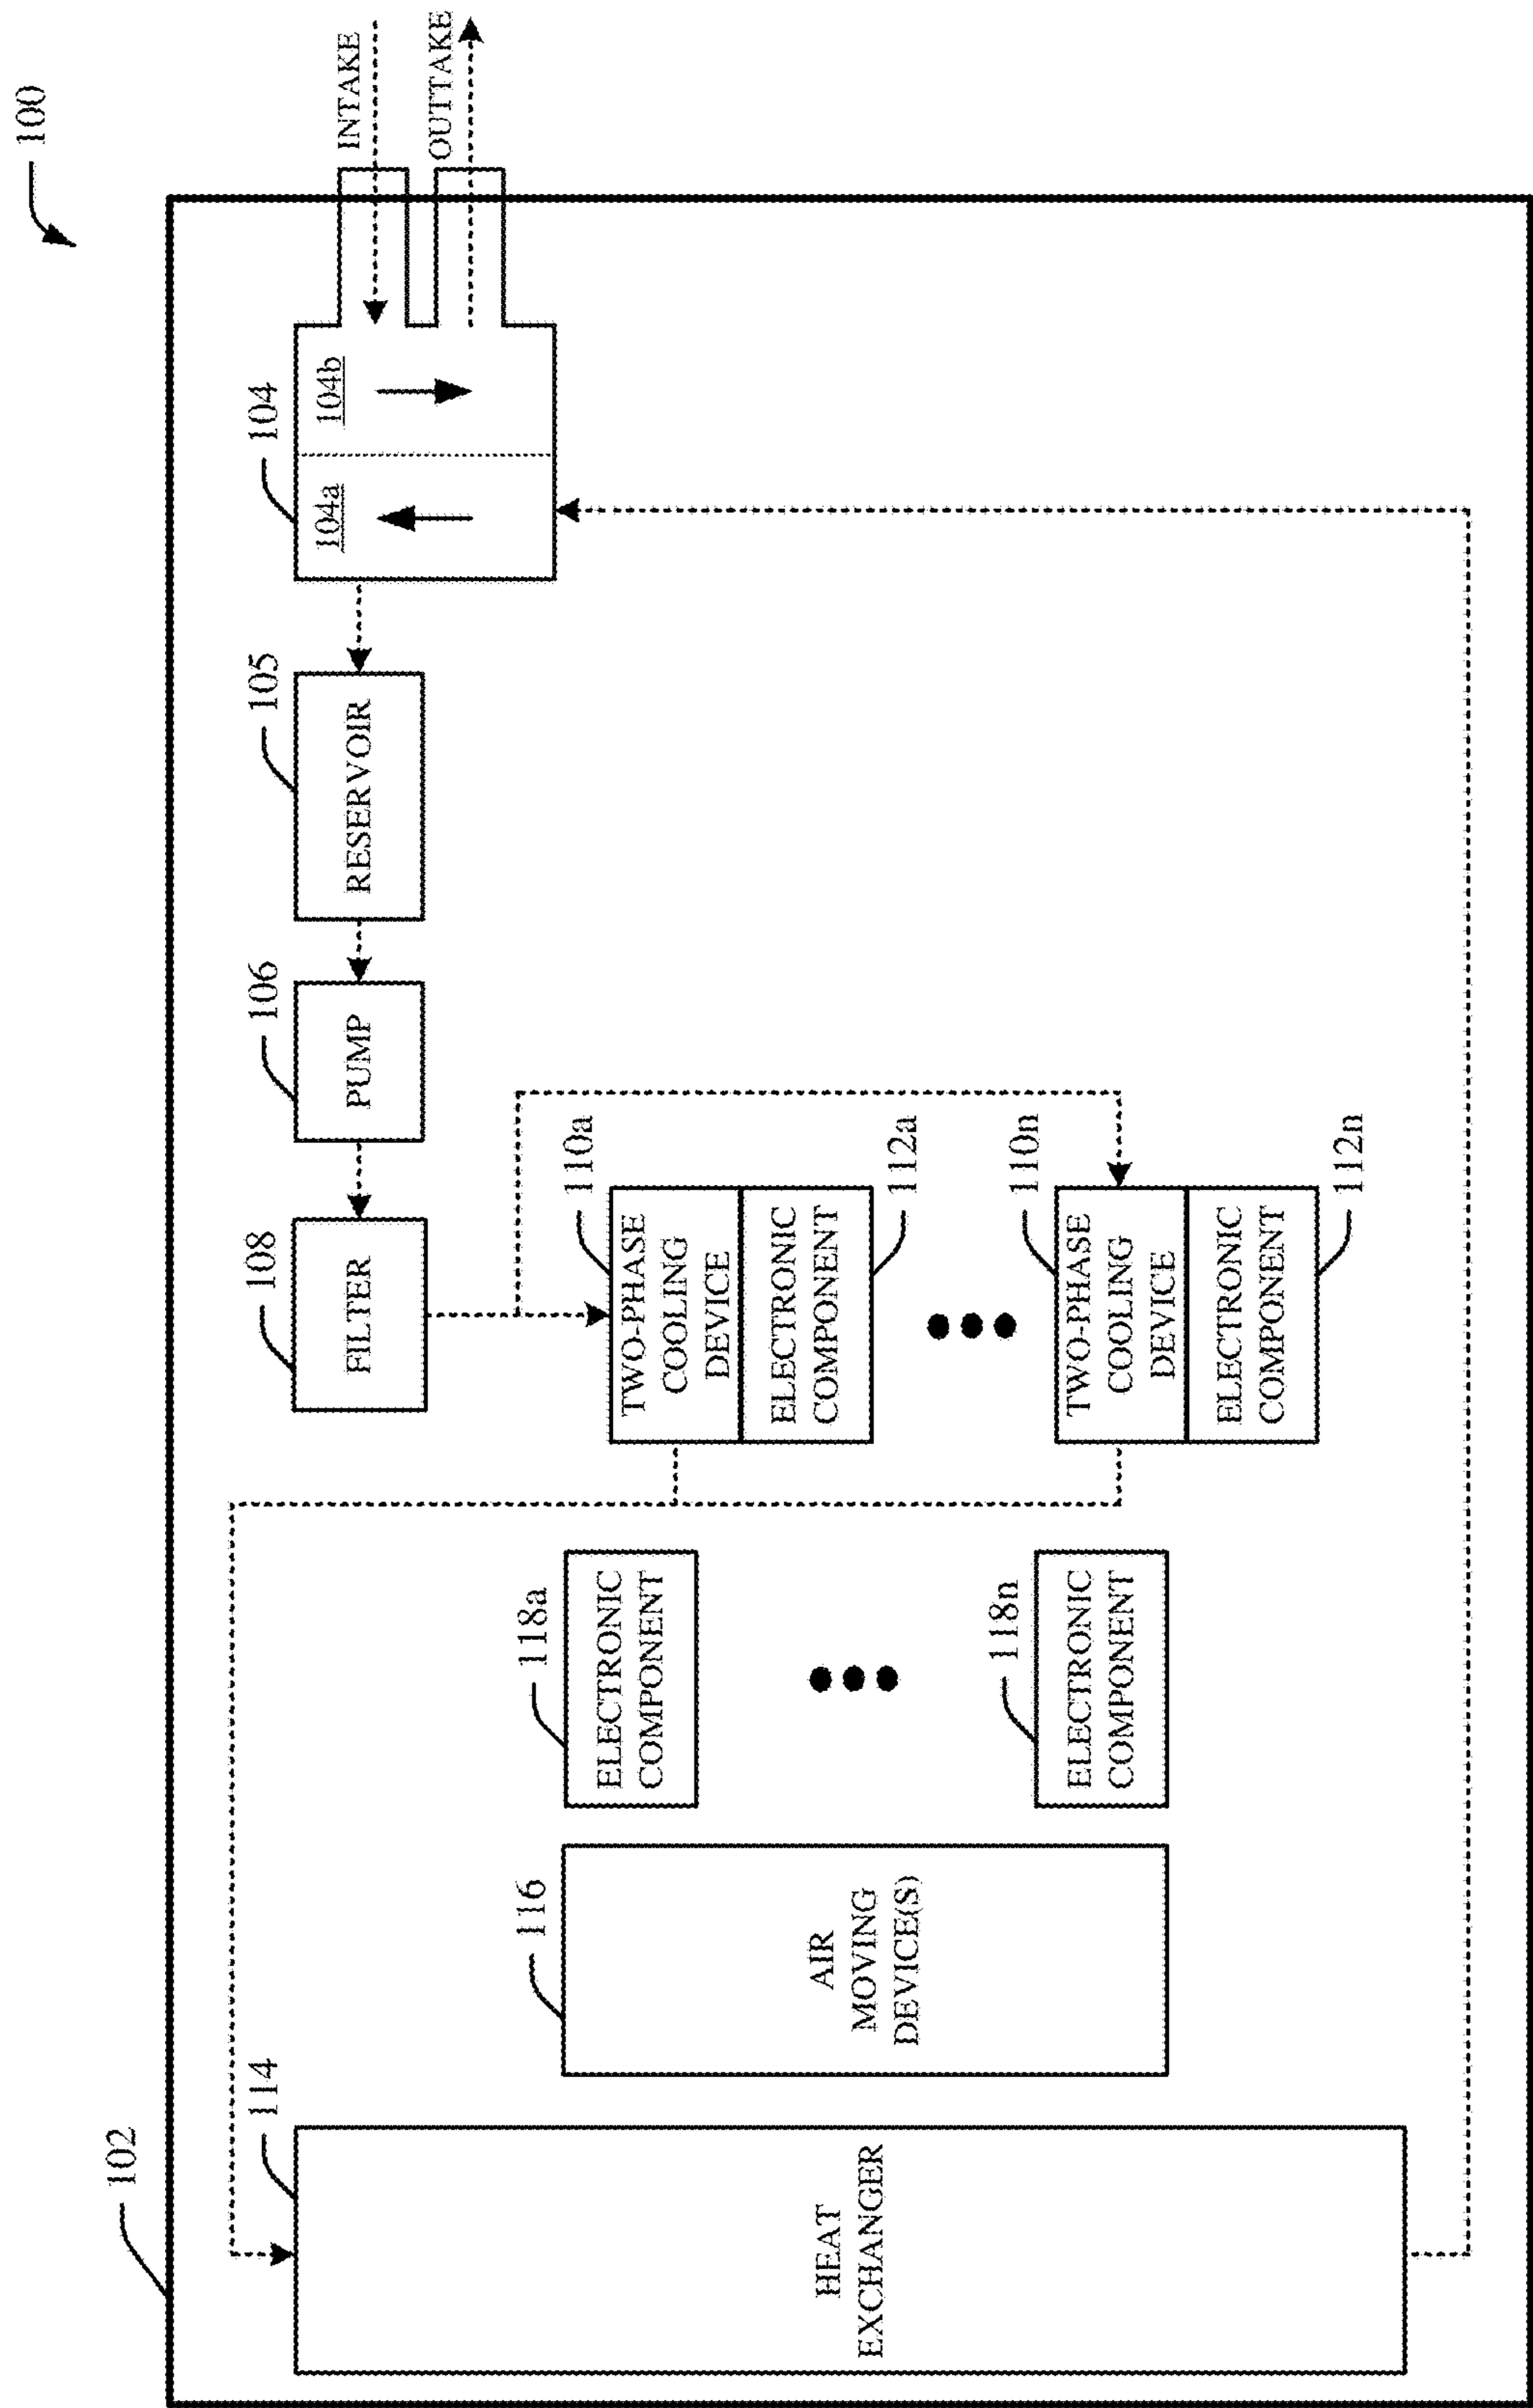 100
102
114
HEAT
EXCHANGER
116
AIR
MOVING
DEVICE(S)
118a
ELECTRONIC
COMPONENT
118n
ELECTRONIC
COMPONENT
108
FILTER
106
PUMP
105
RESERVOIR
104
104a
104b
INTAKE
OUTTAKE
110a
TWO-PHASE
COOLING
DEVICE
ELECTRONIC
COMPONENT
112a
110n
TWO-PHASE
COOLING
DEVICE
ELECTRONIC
COMPONENT
112n